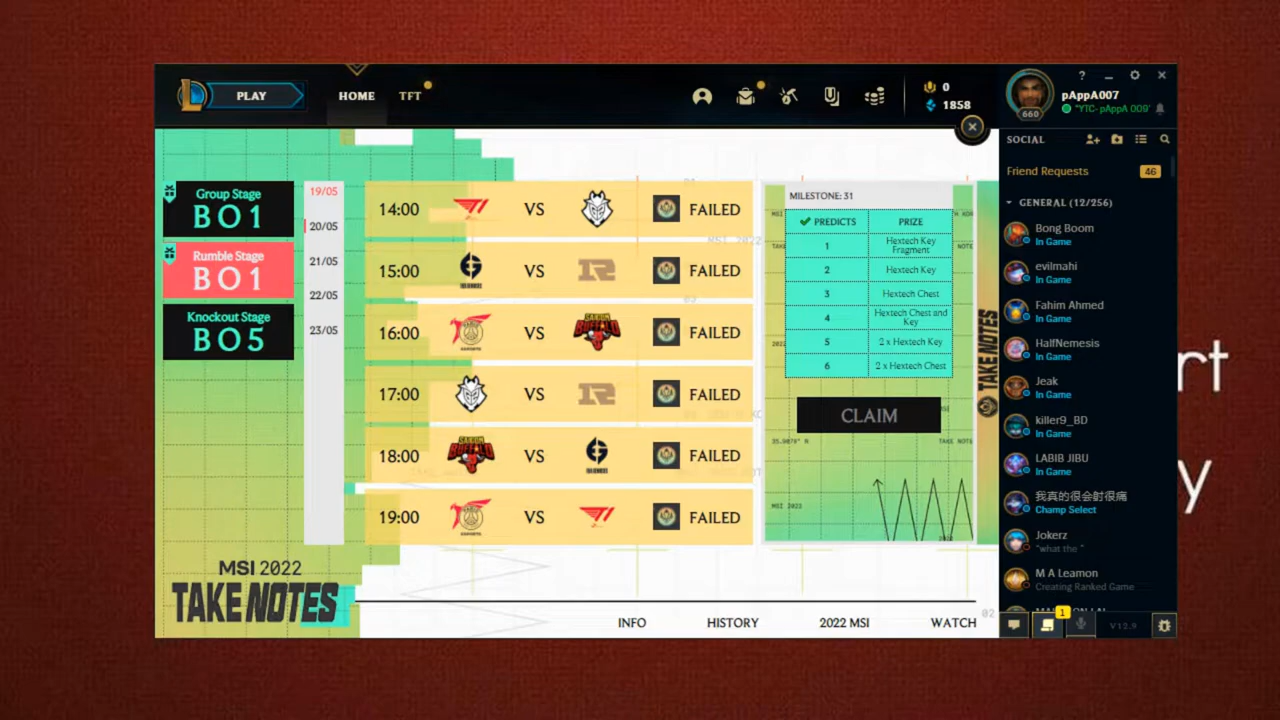 PLAY
HOME
TFT
0
1858
660
pAppA007
"YTC- pAppA 009"
SOCIAL
Friend Requests
46
GENERAL (12/256)
Bong Boom
In Game
evilmahi
In Game
Fahim Ahmed
In Game
HalfNemesis
In Game
Jeak
In Game
killer9_BD
In Game
LABIB JIBU
In Game
我真的很会射很痛
Champ Select
Jokerz
"what the "
M A Leamon
Creating Ranked Game
1
V12.9
Group Stage
BO1
Rumble Stage
BO1
Knockout Stage
BO5
19/05
20/05
21/05
22/05
23/05
14:00 VS FAILED
15:00 VS FAILED
16:00 VS FAILED
17:00 VS FAILED
18:00 VS FAILED
19:00 VS FAILED
MILESTONE: 31
PREDICTS PRIZE
1 Hextech Key Fragment
2 Hextech Key
3 Hextech Chest
4 Hextech Chest and Key
5 2 x Hextech Key
6 2 x Hextech Chest
CLAIM
TAKE NOTES
MSI 2022
MSI 2022
TAKE NOTES
INFO
HISTORY
2022 MSI
WATCH
02
rt
y